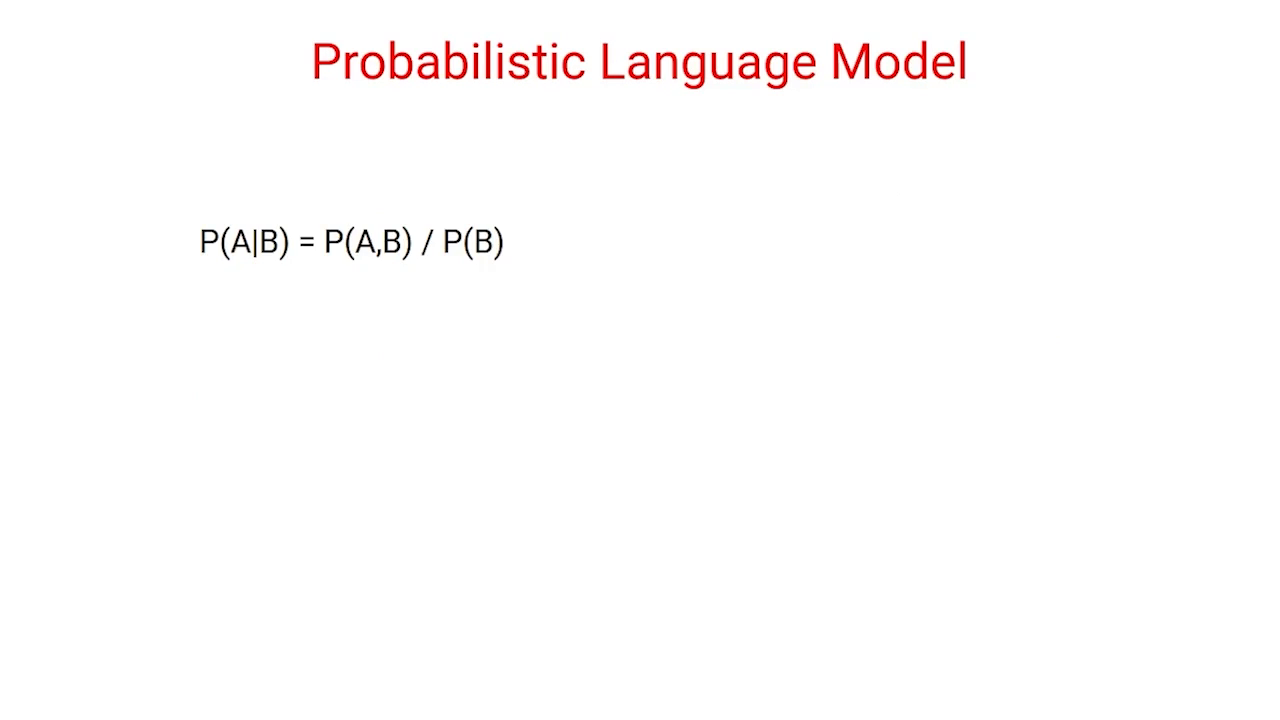 Probabilistic Language Model
P(A|B) = P(A,B) / P(B)